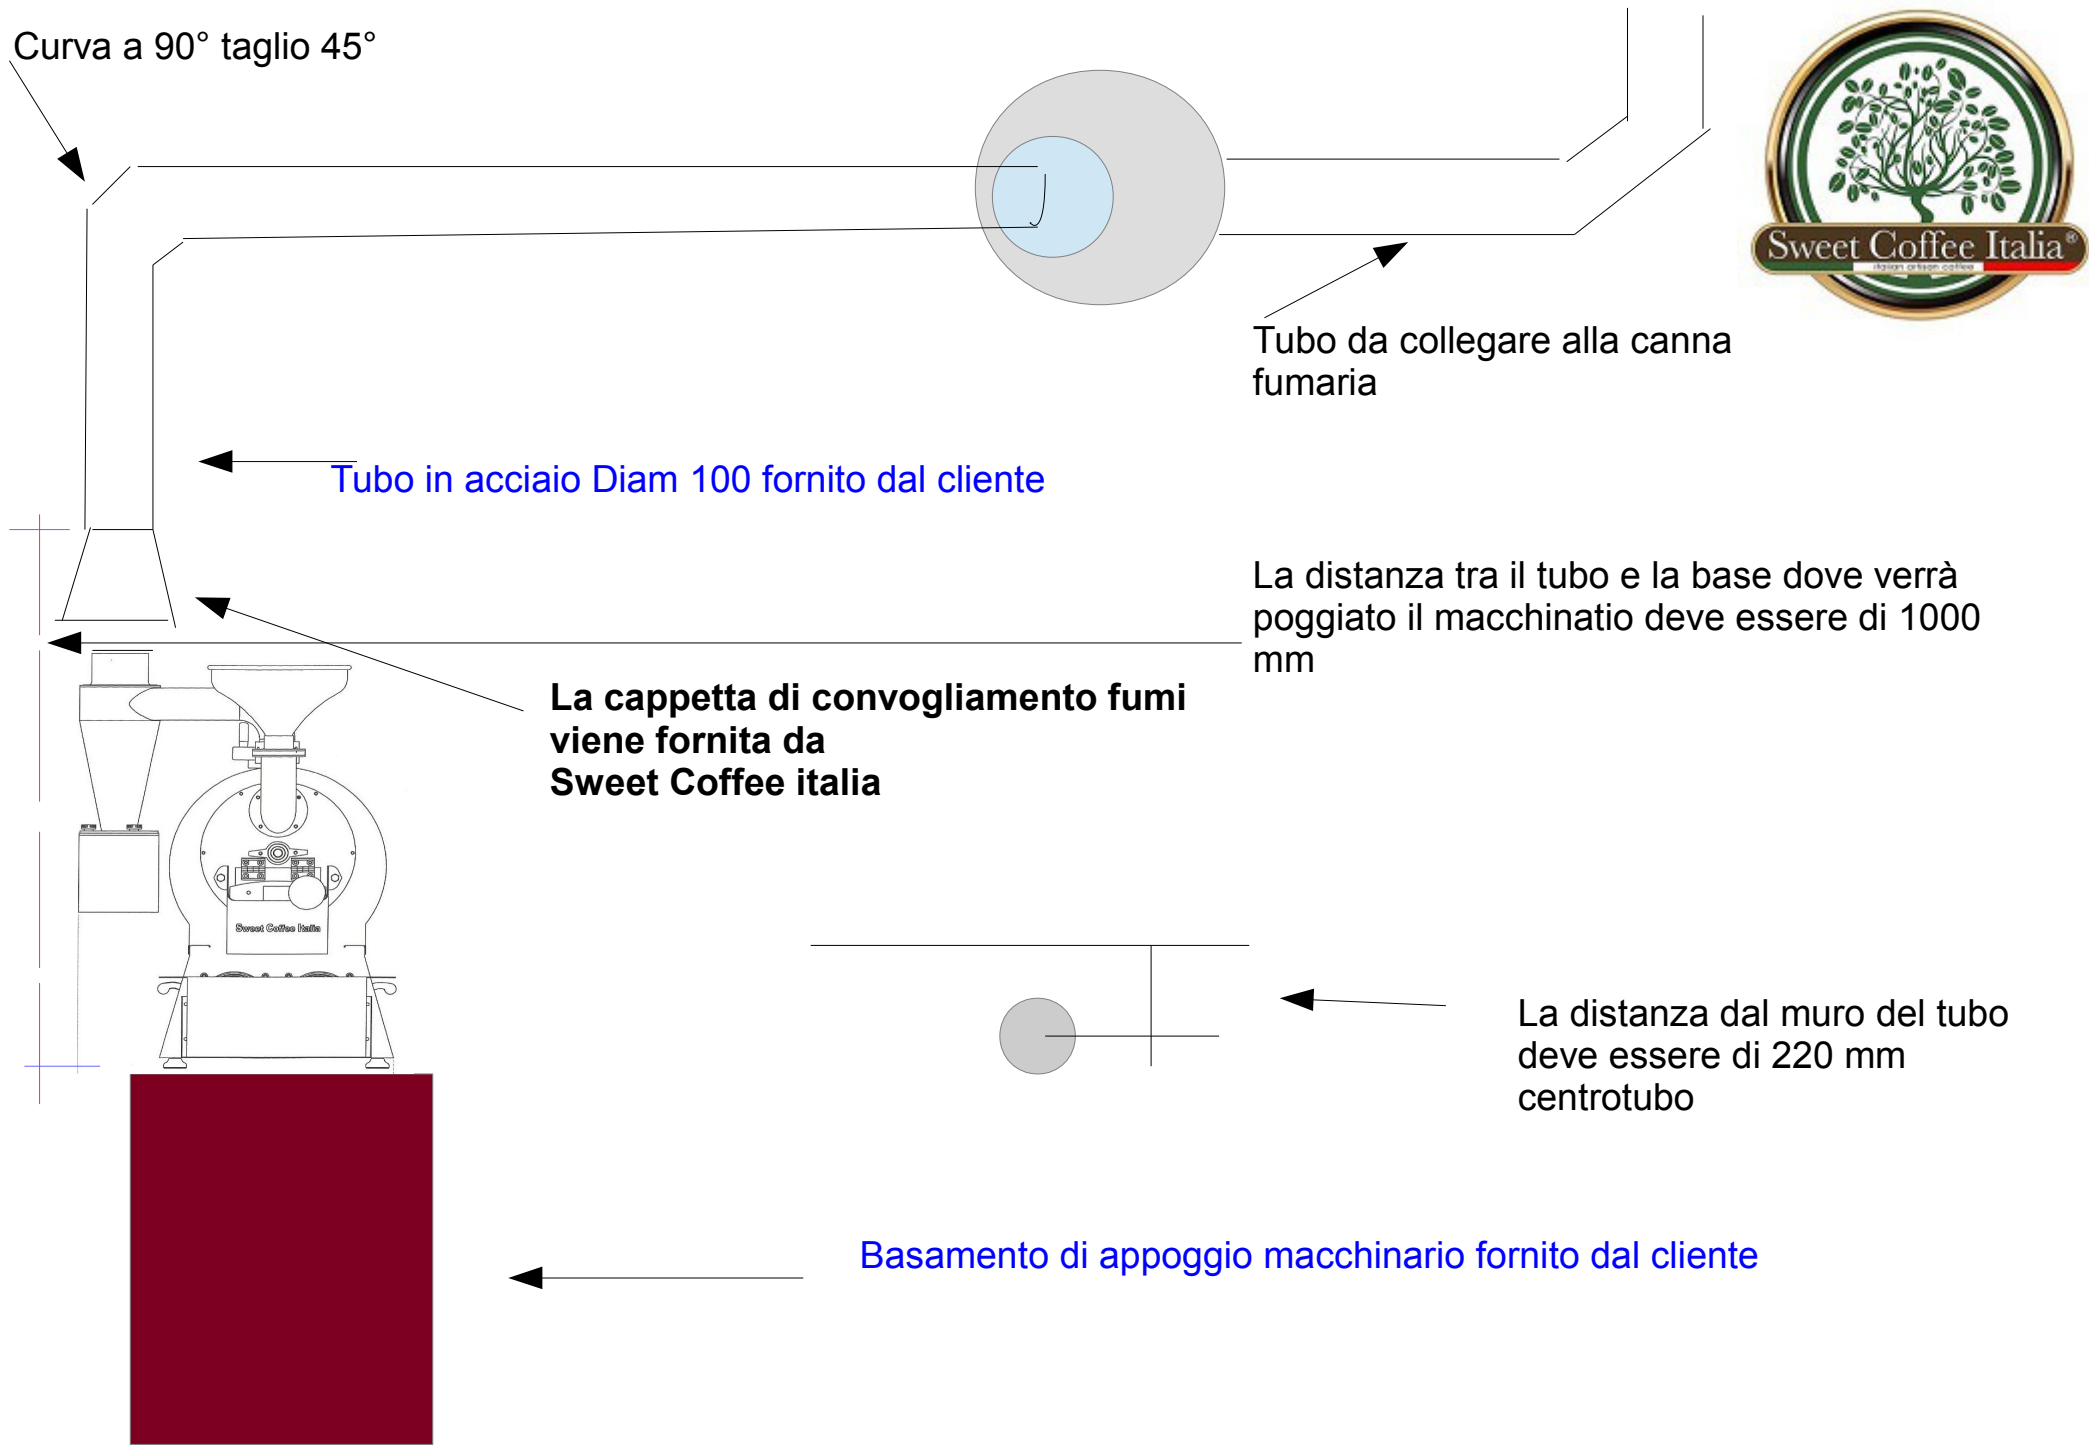 Curva a 90° taglio 45°
Sweet Coffee Italia®
italian artisan coffee
Tubo da collegare alla canna
fumaria
Tubo in acciaio Diam 100 fornito dal cliente
La distanza tra il tubo e la base dove verrà
poggiato il macchinatio deve essere di 1000
mm
La cappetta di convogliamento fumi
viene fornita da
Sweet Coffee italia
Sweet Coffee Italia
La distanza dal muro del tubo
deve essere di 220 mm
centrotubo
Basamento di appoggio macchinario fornito dal cliente